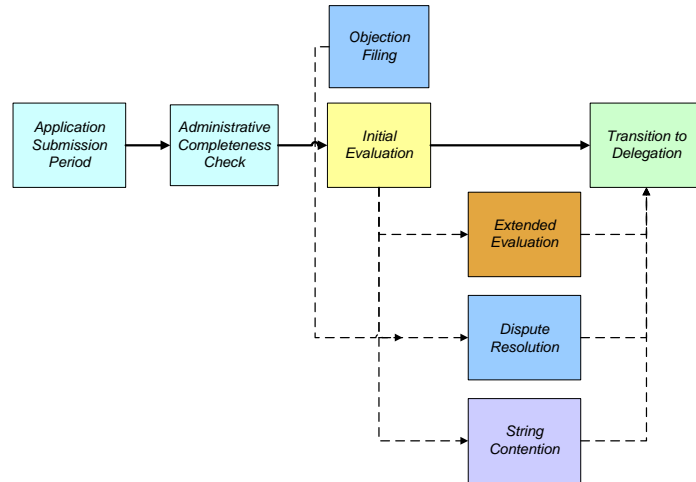 Objection
Filing
Application
Submission
Period
Administrative
Completeness
Check
Initial
Evaluation
Transition to
Delegation
Extended
Evaluation
Dispute
Resolution
String
Contention